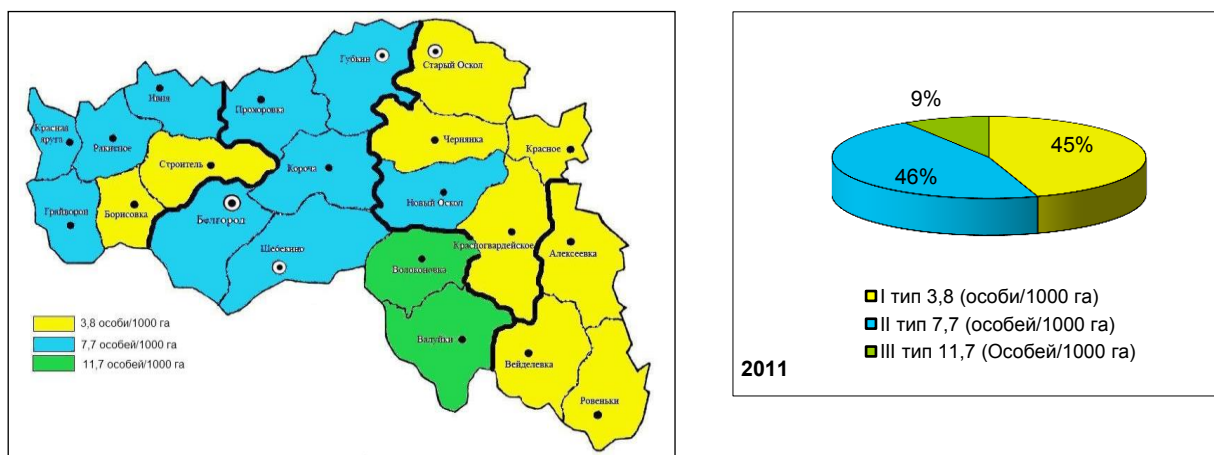 Губкин
Старый Оскол
Ивня
Прохоровка
Красная
яруга
Ракитное
Чернянка
Красное
Строитель
Короча
Грайворон
Борисовка
Белгород
Новый Оскол
Шебекино
Красногвардейское
Алексеевка
Волоконовка
Валуйки
Вейделевка
Ровеньки
3,8 особи/1000 га
7,7 особей/1000 га
11,7 особей/1000 га
9%
45%
46%
I тип 3,8 (особи/1000 га)
II тип 7,7 (особей/1000 га)
III тип 11,7 (Особей/1000 га)
2011